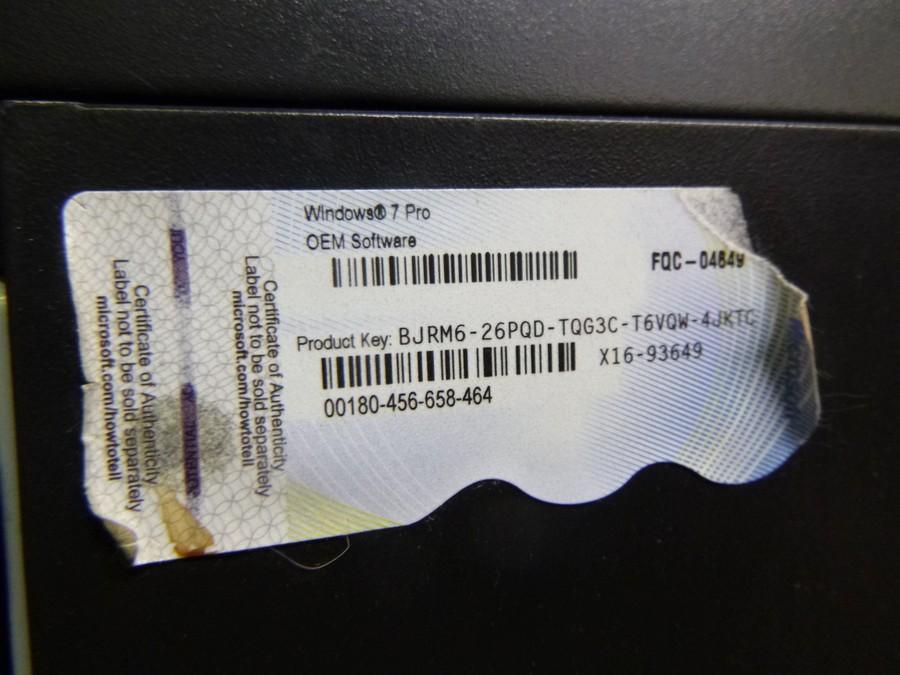 Windows® 7 Pro
OEM Software
FQC-04649
Product Key: BJRM6-26PQD-TQG3C-T6VQW-4JKTC
X16-93649
00180-456-658-464
Certificate of Authenticity
Label not to be sold separately
microsoft.com/howtotell
Certificate of Authenticity
Label not to be sold separately
microsoft.com/howtotell